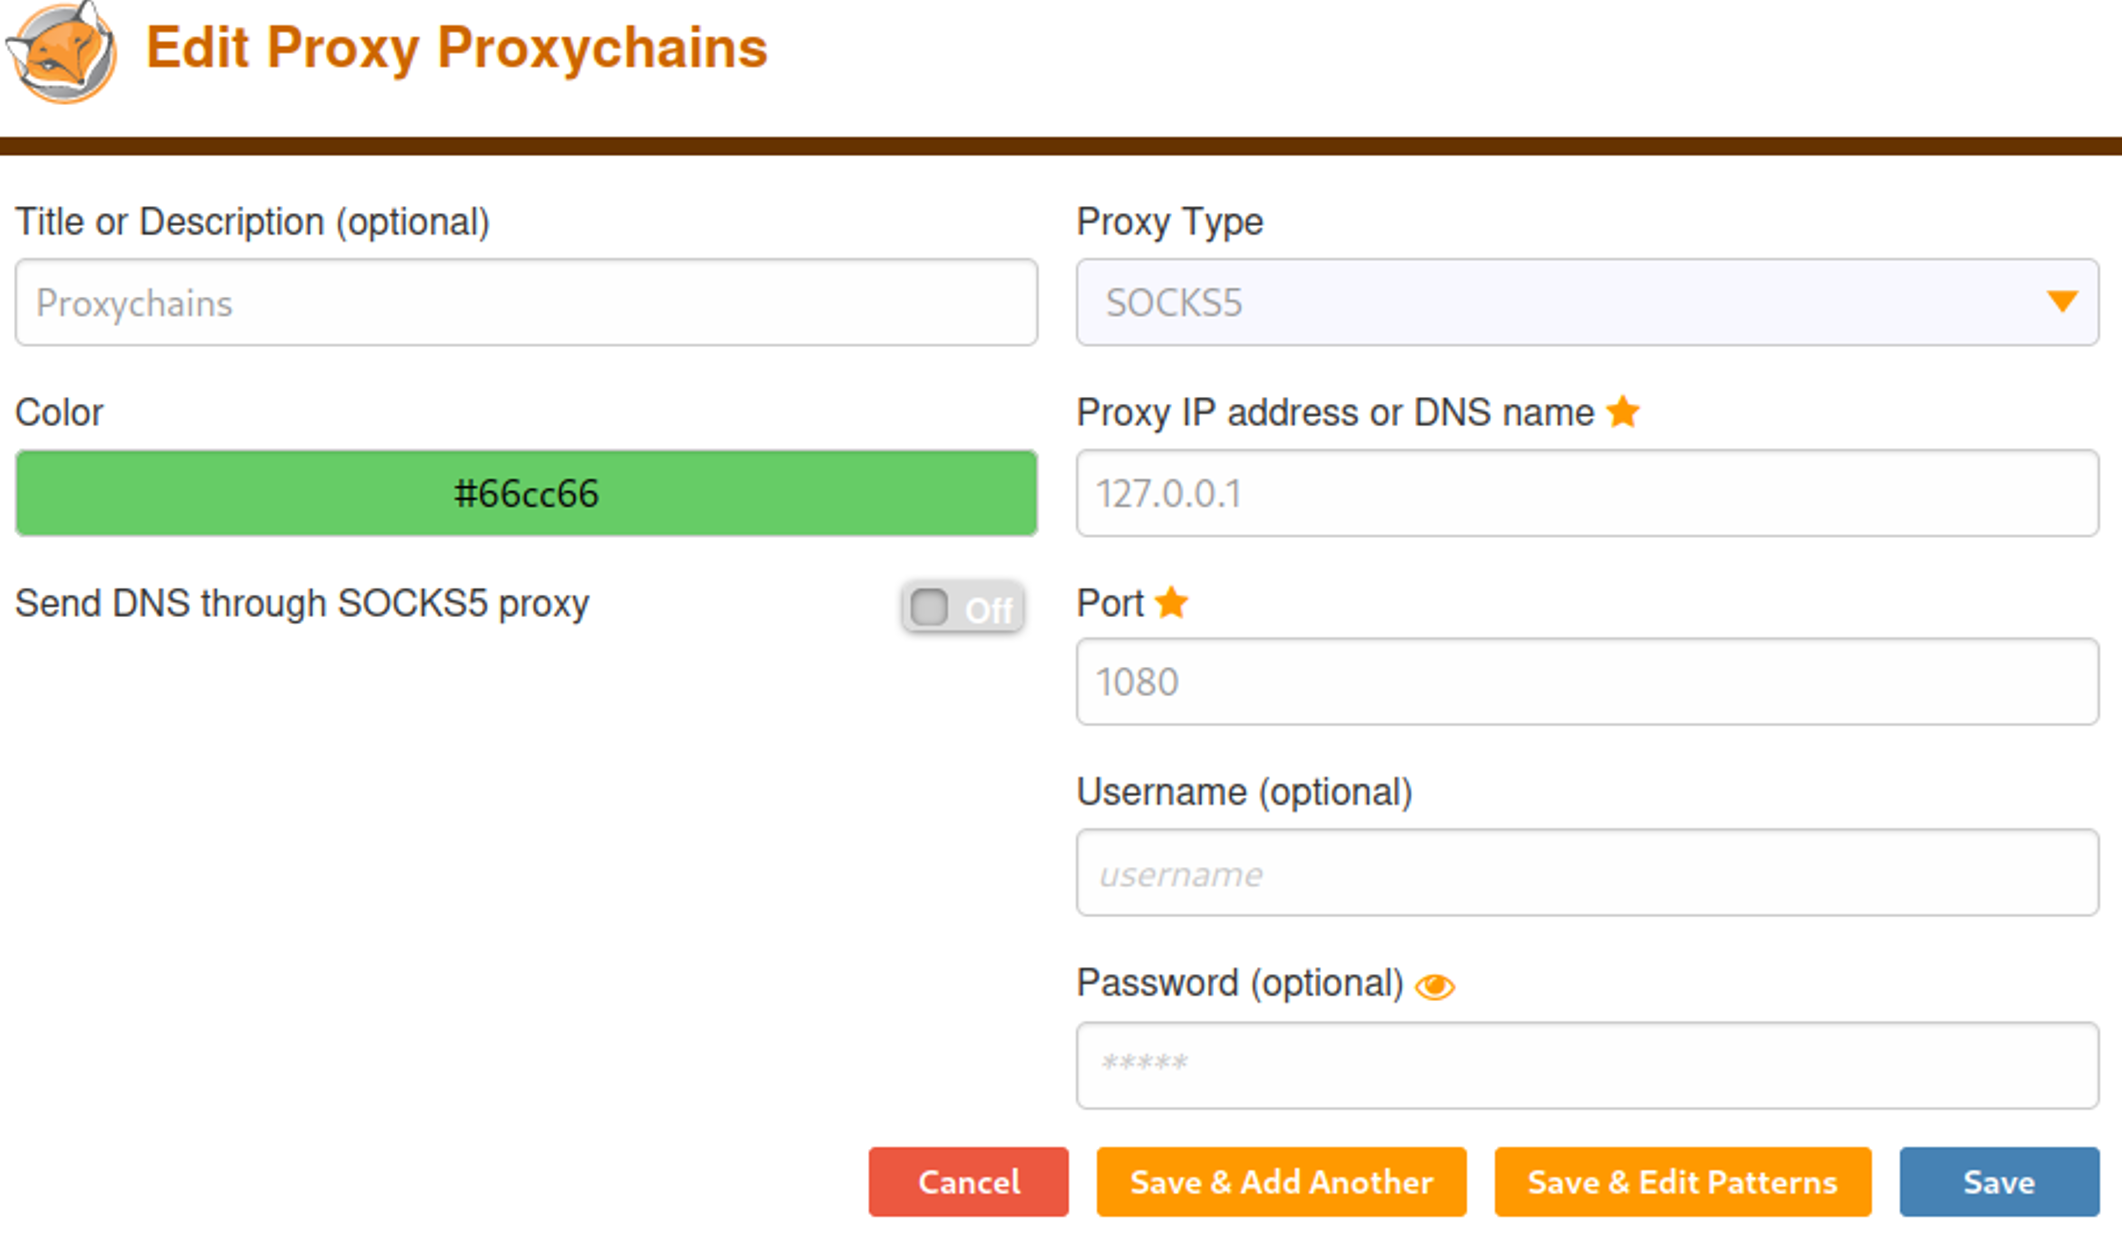 Edit Proxy Proxychains
Title or Description (optional)
Proxychains
Color
#66cc66
Send DNS through SOCKS5 proxy
Off
Proxy Type
SOCKS5
Proxy IP address or DNS name
127.0.0.1
Port
1080
Username (optional)
username
Password (optional)
*****
Cancel
Save & Add Another
Save & Edit Patterns
Save